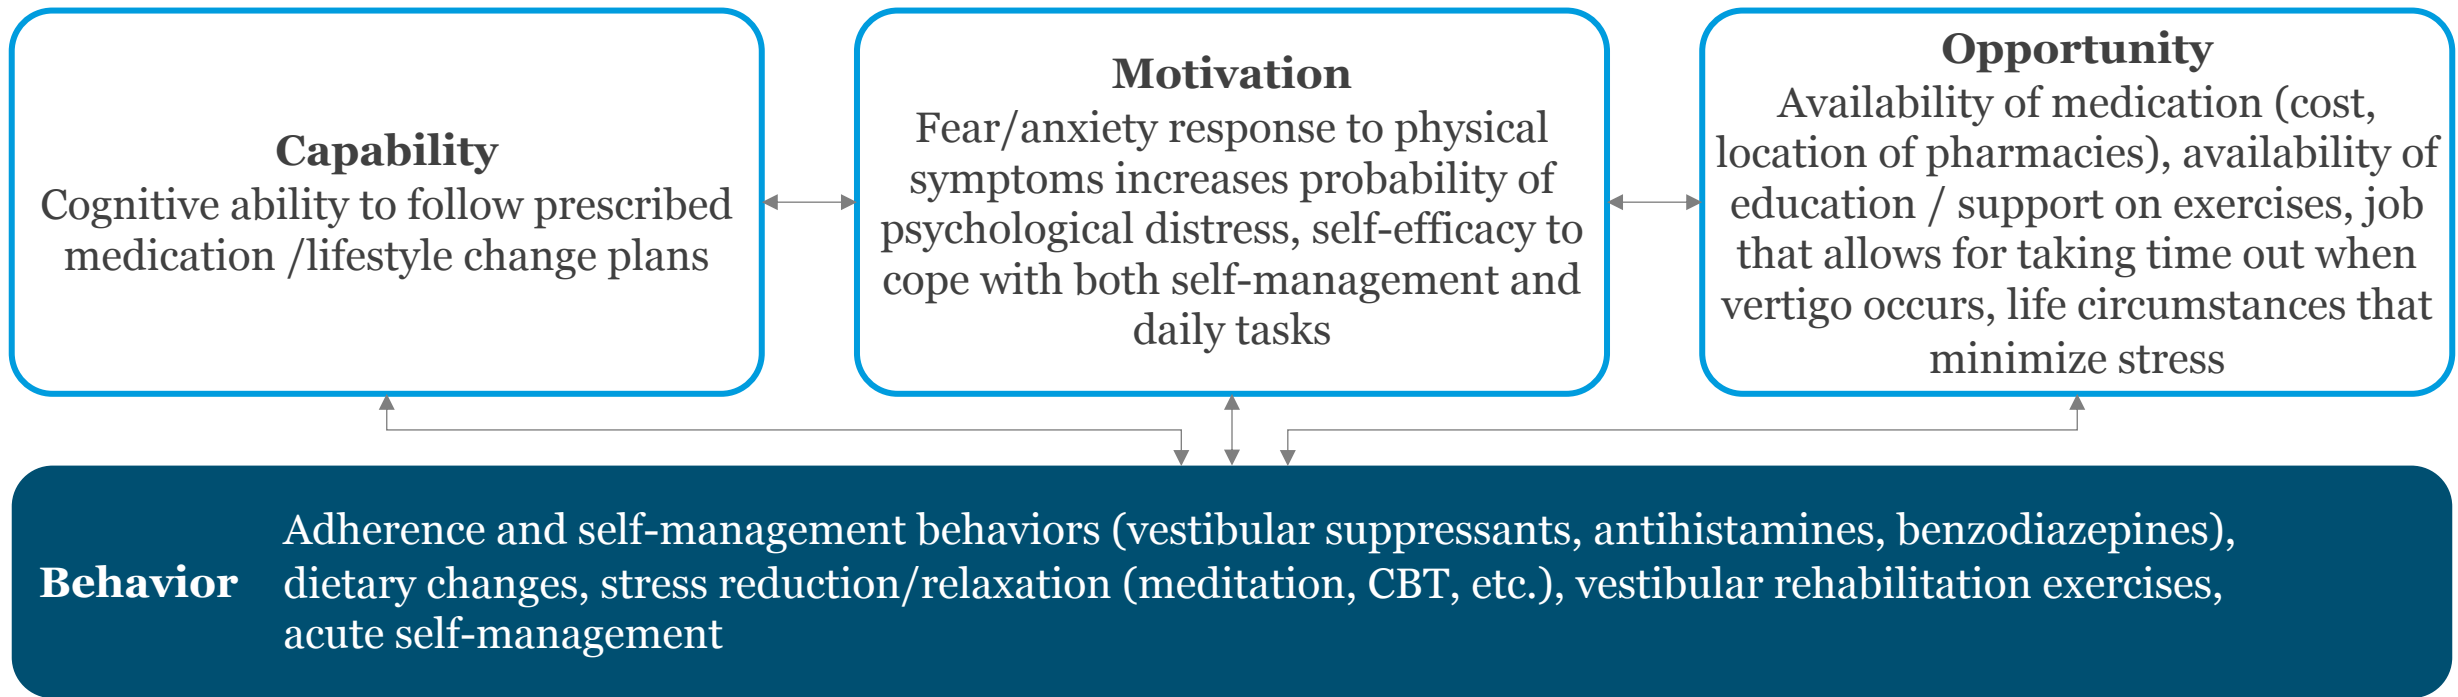 Capability
Cognitive ability to follow prescribed
medication /lifestyle change plans
Motivation
Fear/anxiety response to physical
symptoms increases probability of
psychological distress, self-efficacy to
cope with both self-management and
daily tasks
Opportunity
Availability of medication (cost,
location of pharmacies), availability of
education / support on exercises, job
that allows for taking time out when
vertigo occurs, life circumstances that
minimize stress
Behavior
Adherence and self-management behaviors (vestibular suppressants, antihistamines, benzodiazepines),
dietary changes, stress reduction/relaxation (meditation, CBT, etc.), vestibular rehabilitation exercises,
acute self-management